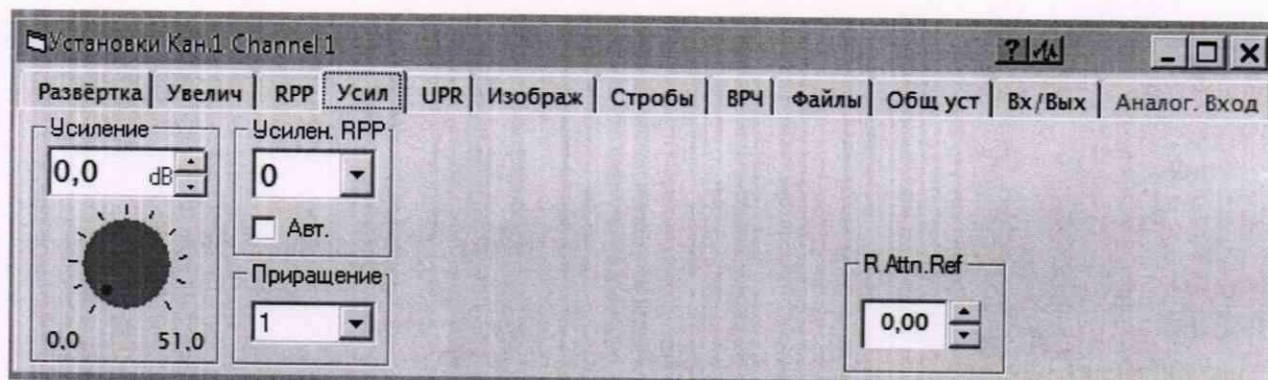 Установки Кан.1 Channel 1 ?
Развёртка Увелич RPP Усил UPR Изображ Стробы ВРЧ Файлы Общ уст Вх/Вых Аналог. Вход
Усиление
0,0 dB
0.0 51.0
Усилен. RPP
0
Авт.
Приращение
1
R Attn.Ref
0,00